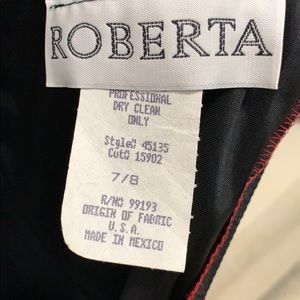 ROBERTA
PROFESSIONAL
DRY CLEAN
ONLY
Style# 45135
Cut# 15902
7/8
R/N# 99193
ORIGIN OF FABRIC
U.S.A.
MADE IN MEXICO